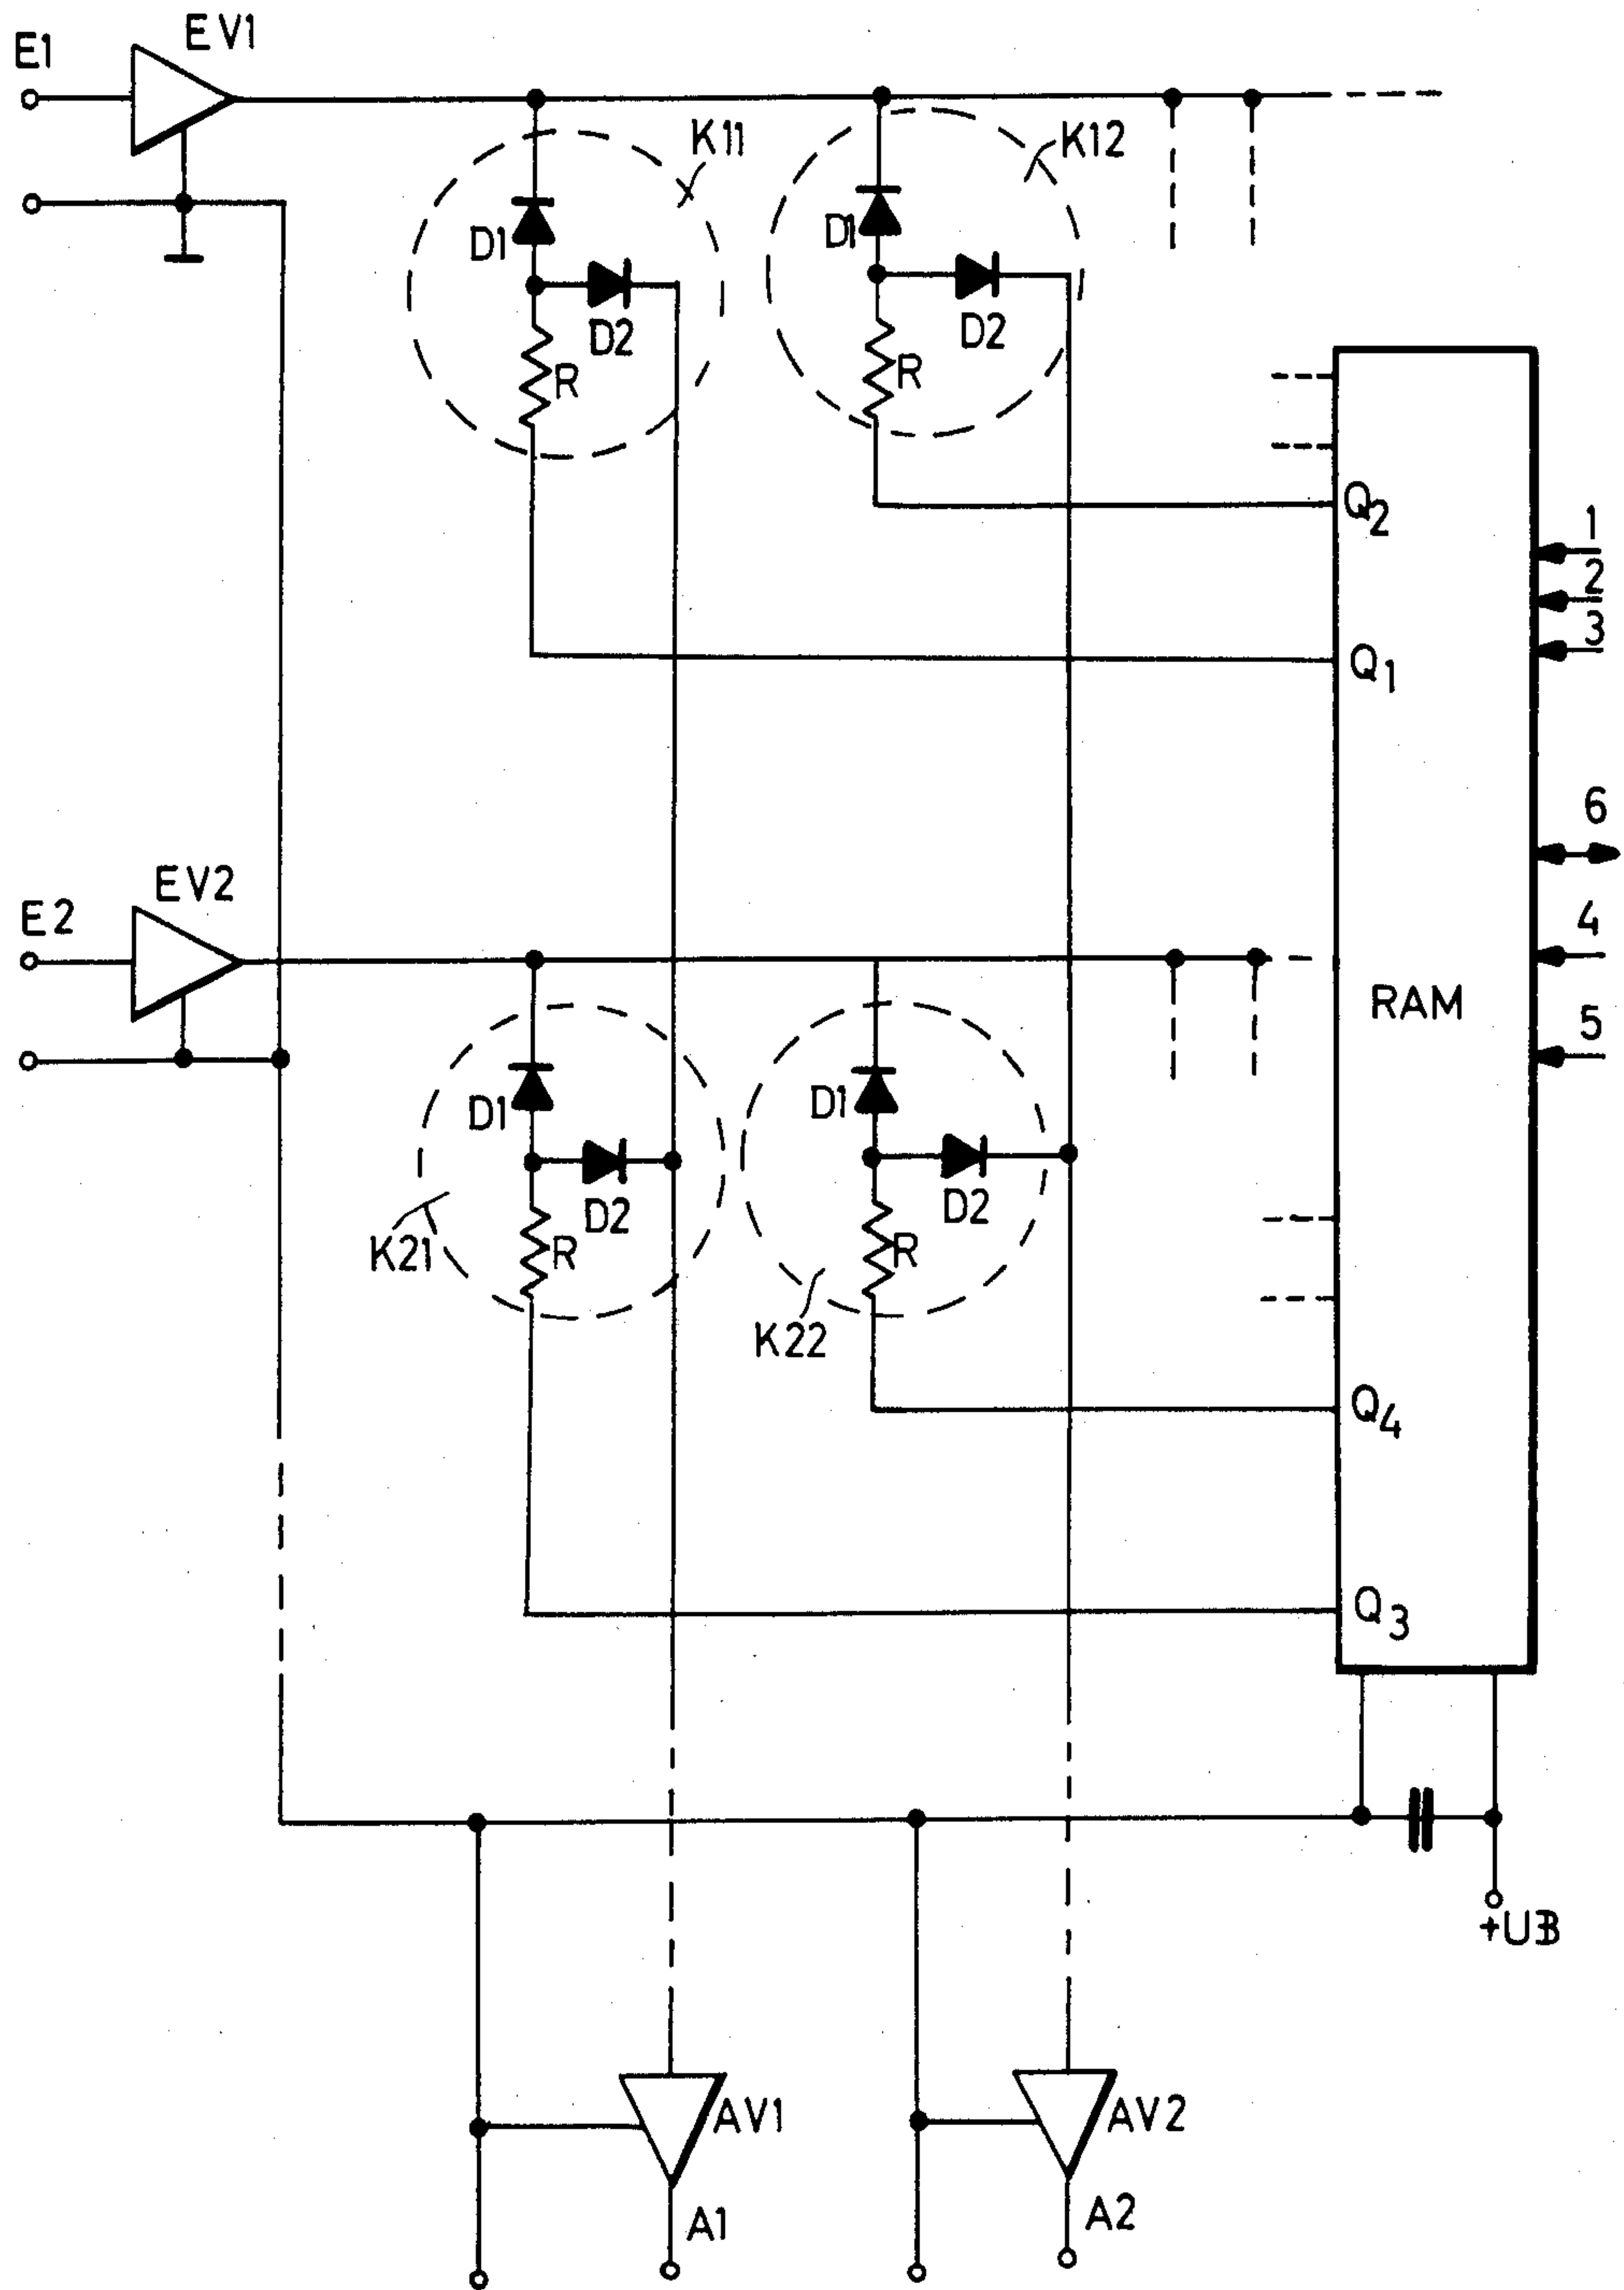 E1
EV1
K11
K12
D1
D2
R
D1
D2
R
Q2
Q1
1
2
3
6
4
5
RAM
E2
EV2
D1
D2
R
K21
D1
D2
R
K22
Q4
Q3
+UB
AV1
A1
AV2
A2